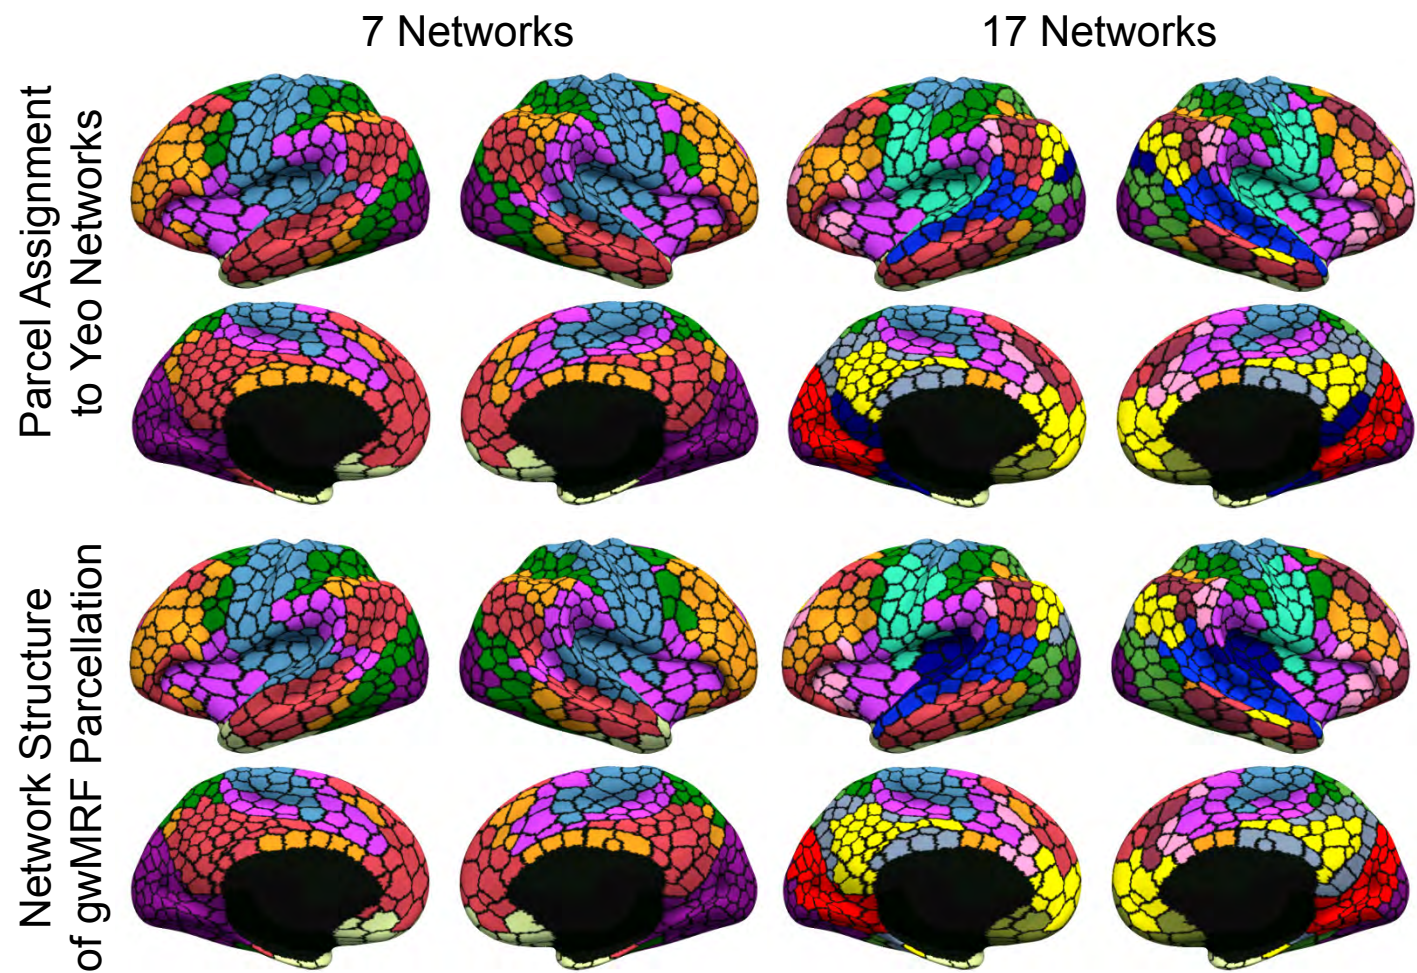 7 Networks
17 Networks
Parcel Assignment
to Yeo Networks
Network Structure
of gwMRF Parcellation